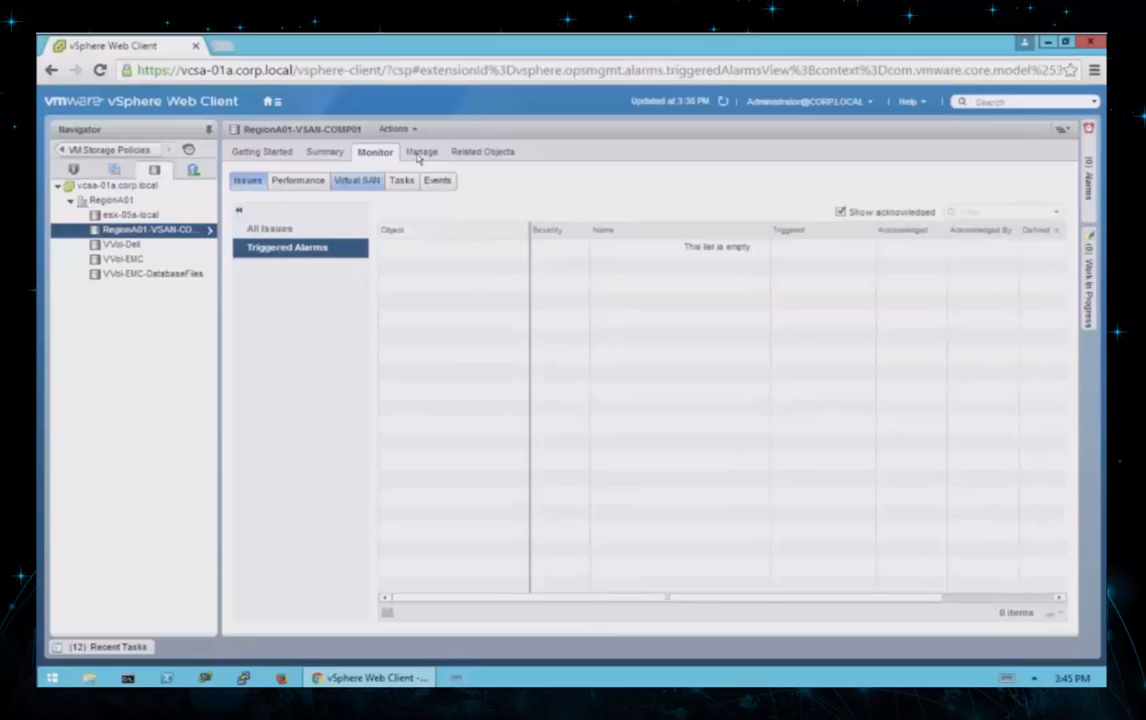 vSphere Web Client
https://vcsa-01a.corp.local/vsphere-client/?csp#extensionId%3Dvsphere.opsmgmt.alarms.triggeredAlarmsView%3Bcontext%3Dcom.vmware.core.model%253
vmware vSphere Web Client
Updated at 3:38 PM
Administrator@CORP.LOCAL
Help
Search
Navigator
RegionA01-VSAN-COMP01
Actions
VM Storage Policies
Getting Started
Summary
Monitor
Manage
Related Objects
Issues
Performance
Virtual SAN
Tasks
Events
vcsa-01a.corp.local
RegionA01
esx-05a-local
RegionA01-VSAN-CO...
VVol-Dell
VVol-EMC
VVol-EMC-DatabaseFiles
All Issues
Triggered Alarms
Show acknowledged
Filter
Object
Severity
Name
Triggered
Acknowledged
Acknowledged By
Defined In
This list is empty.
0 items
(0) Alarms
(0) Work In Progress
(12) Recent Tasks
vSphere Web Client -...
3:45 PM